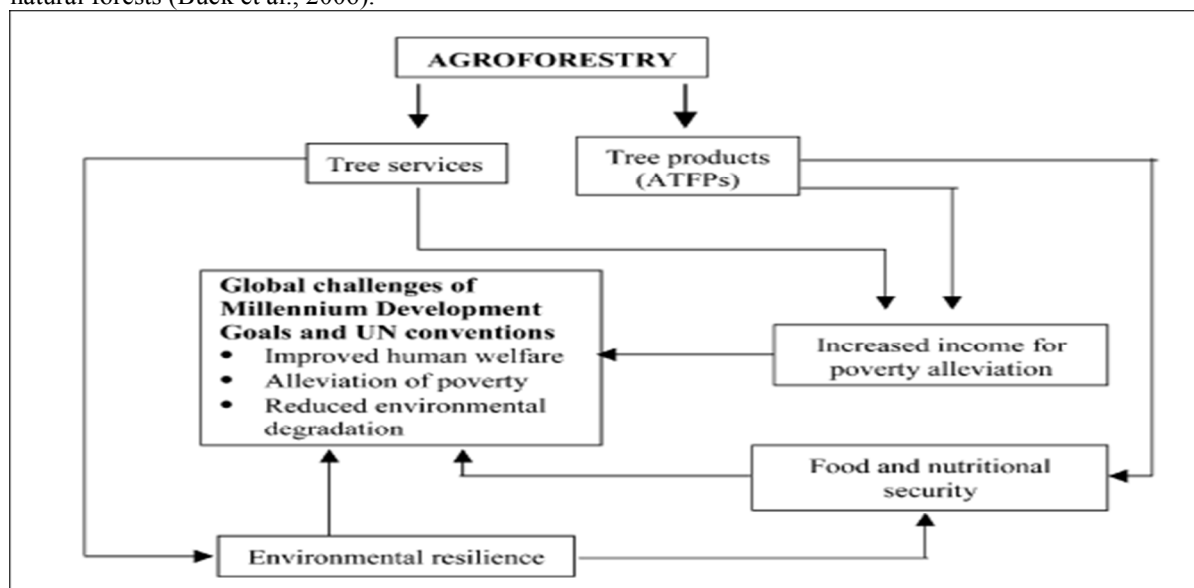 natural forests (Buck et al., 2006).
AGROFORESTRY
Tree services
Tree products
(ATFPs)
Global challenges of
Millennium Development
Goals and UN conventions
• Improved human welfare
• Alleviation of poverty
• Reduced environmental
degradation
Increased income for
poverty alleviation
Food and nutritional
security
Environmental resilience